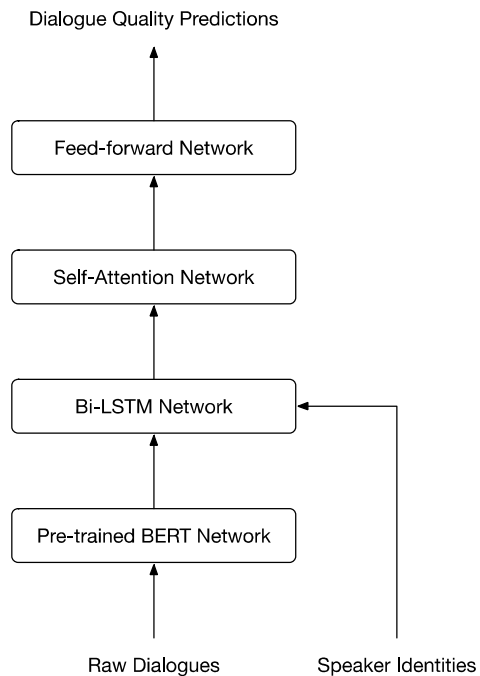 Dialogue Quality Predictions
Feed-forward Network
Self-Attention Network
Bi-LSTM Network
Pre-trained BERT Network
Raw Dialogues
Speaker Identities